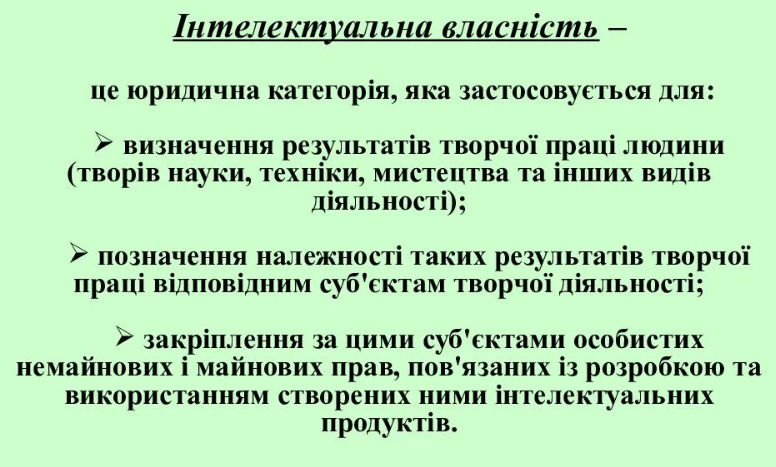 Інтелектуальна власність –
це юридична категорія, яка застосовується для:
➢ визначення результатів творчої праці людини
(творів науки, техніки, мистецтва та інших видів
діяльності);
➢ позначення належності таких результатів творчої
праці відповідним суб'єктам творчої діяльності;
➢ закріплення за цими суб'єктами особистих
немайнових і майнових прав, пов'язаних із розробкою та
використанням створених ними інтелектуальних
продуктів.